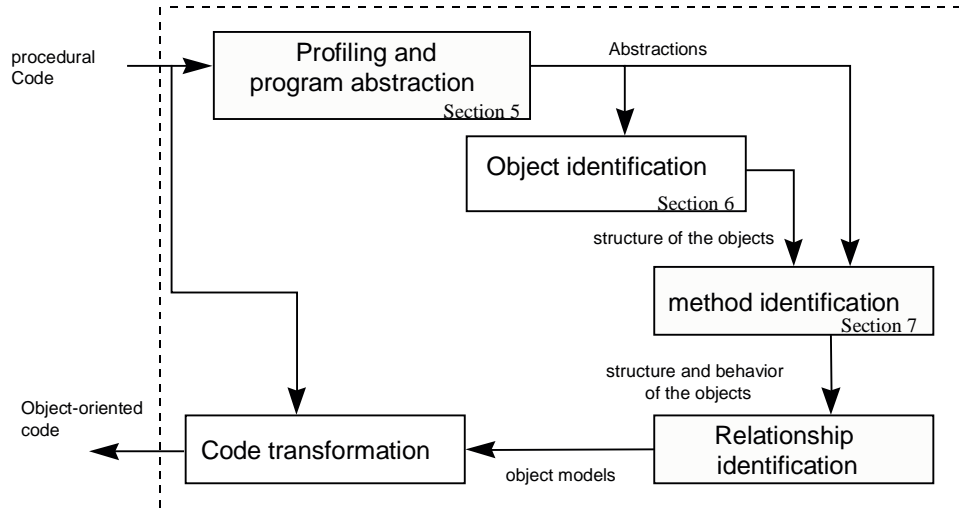 procedural
Code
Profiling and
program abstraction
Section 5
Abstractions
Object identification
Section 6
structure of the objects
method identification
Section 7
structure and behavior
of the objects
Object-oriented
code
Code transformation
object models
Relationship
identification